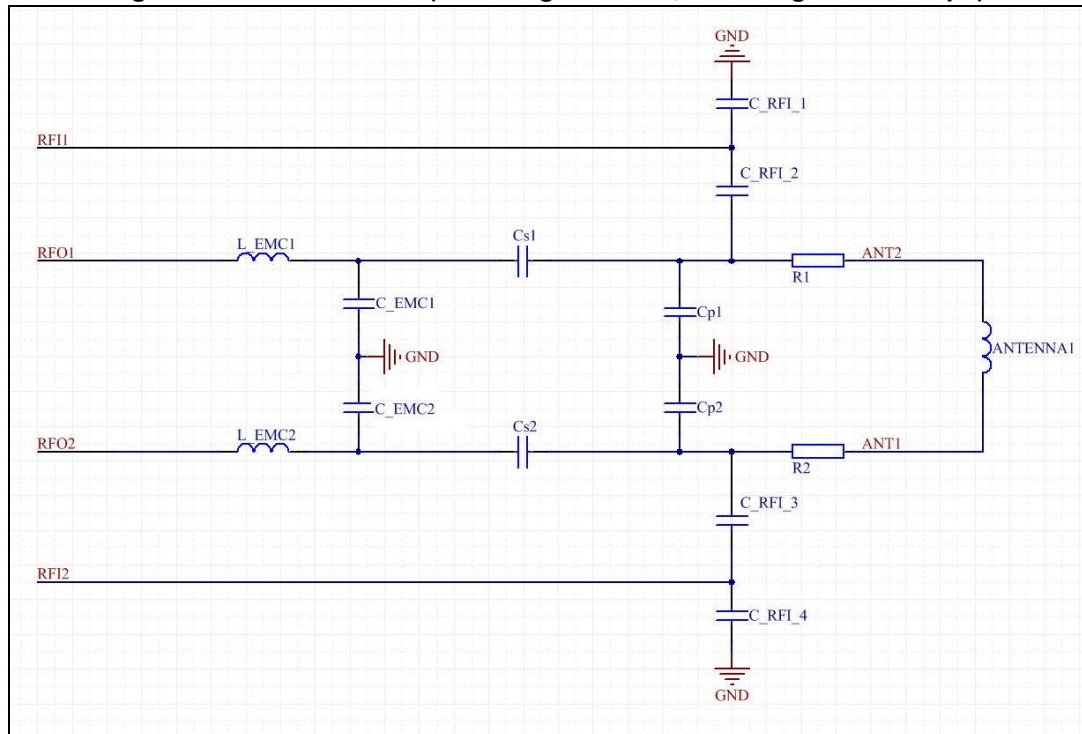 GND
C_RFI_1
RFI1
C_RFI_2
L_EMC1
Cs1
RFO1
ANT2
R1
C_EMC1
Cp1
GND
GND
ANTENNA1
C_EMC2
Cp2
L_EMC2
Cs2
RFO2
ANT1
R2
C_RFI_3
RFI2
C_RFI_4
GND